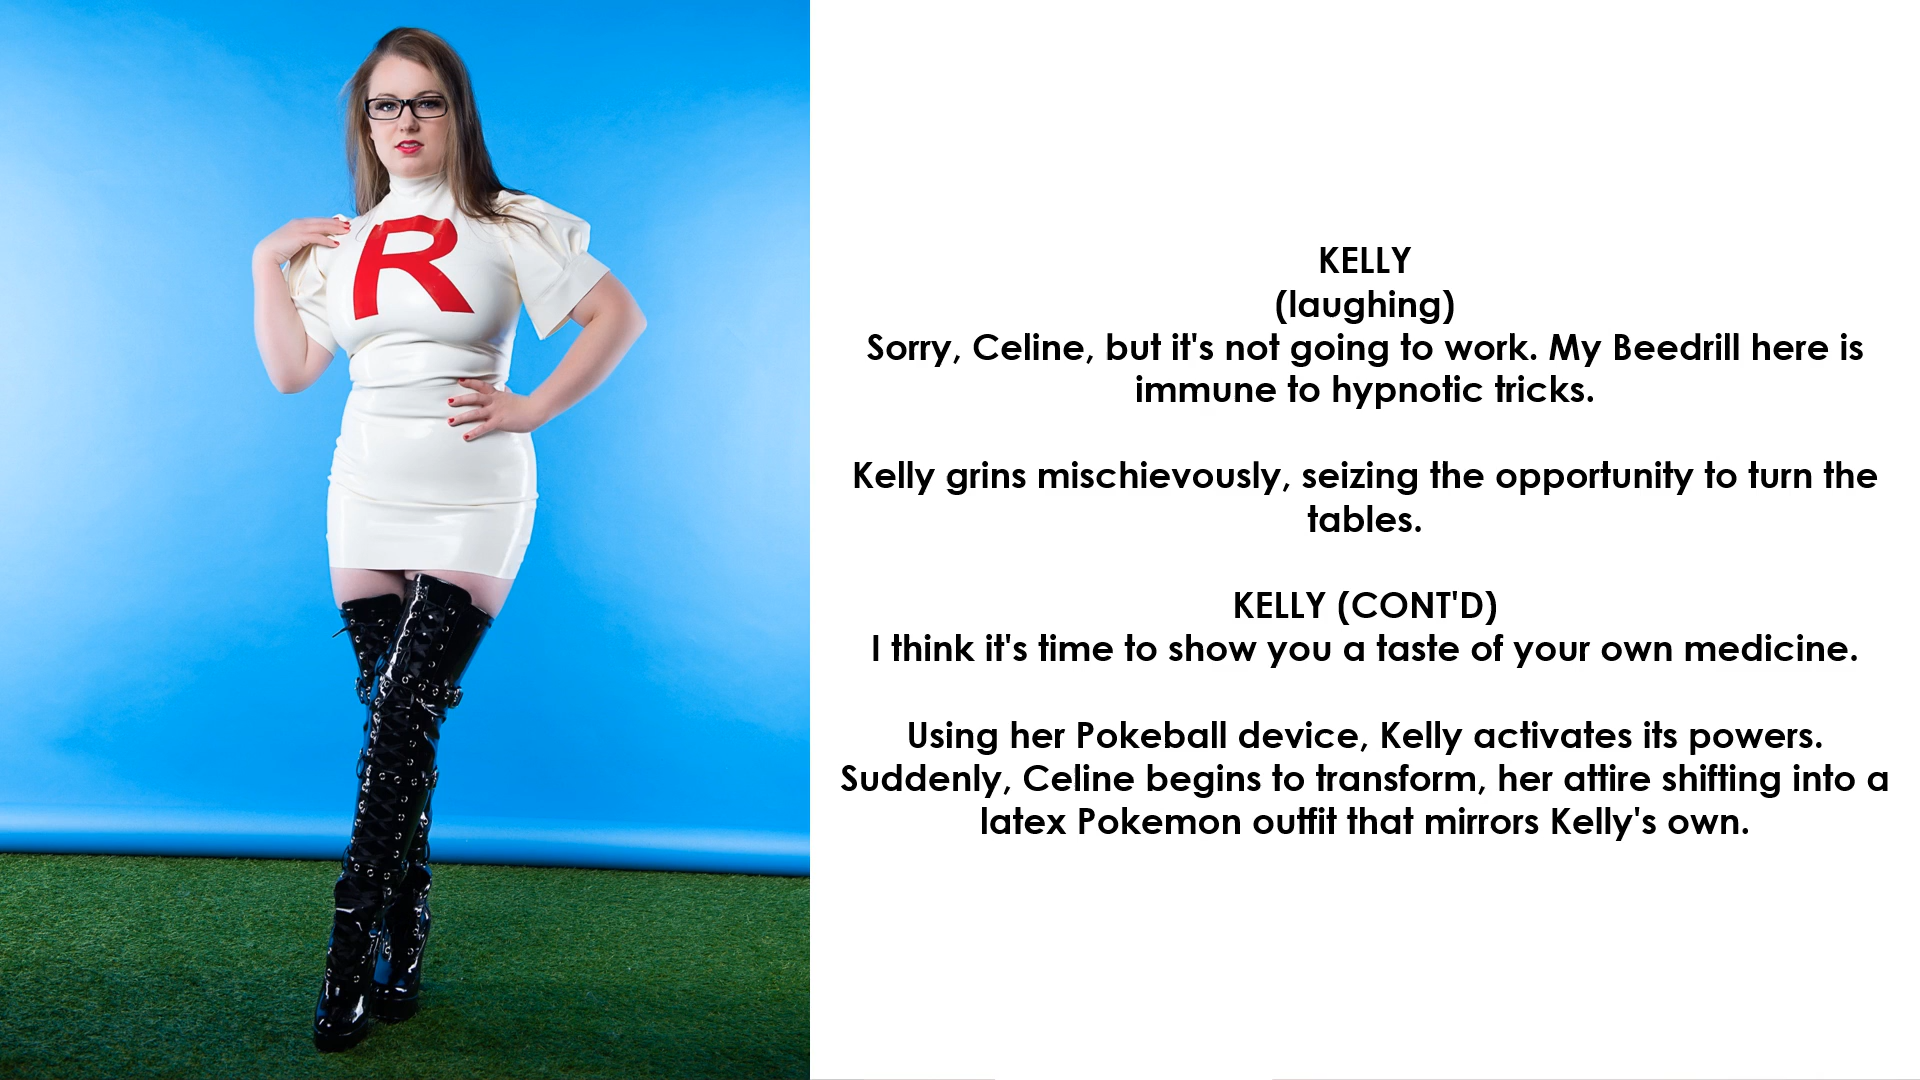 R
KELLY
(laughing)
Sorry, Celine, but it's not going to work. My Beedrill here is
immune to hypnotic tricks.
Kelly grins mischievously, seizing the opportunity to turn the
tables.
KELLY (CONT'D)
I think it's time to show you a taste of your own medicine.
Using her Pokeball device, Kelly activates its powers.
Suddenly, Celine begins to transform, her attire shifting into a
latex Pokemon outfit that mirrors Kelly's own.